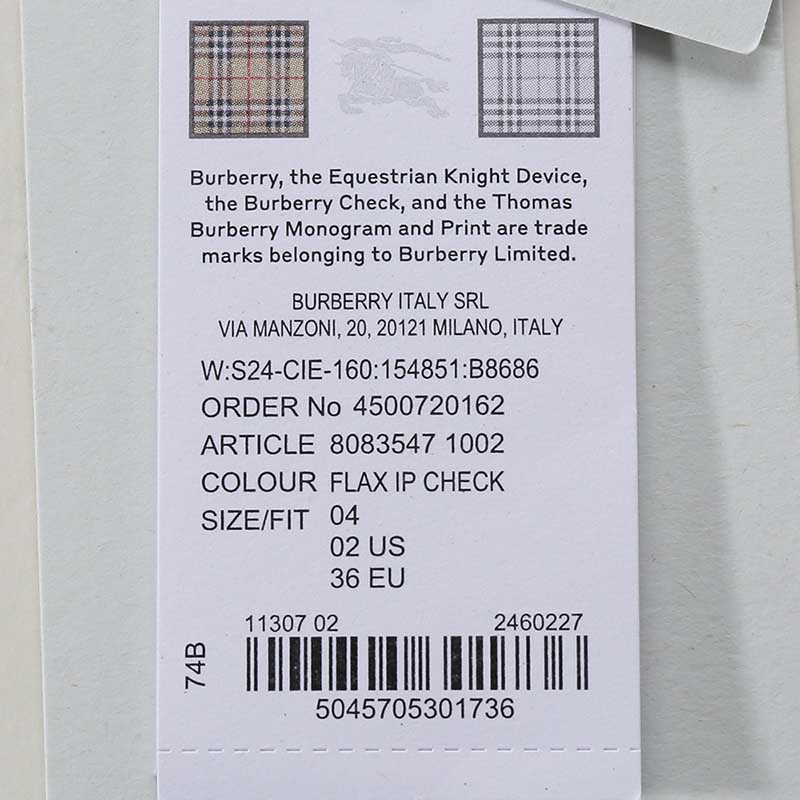 Burberry, the Equestrian Knight Device,
the Burberry Check, and the Thomas
Burberry Monogram and Print are trade
marks belonging to Burberry Limited.
BURBERRY ITALY SRL
VIA MANZONI, 20, 20121 MILANO, ITALY
W:S24-CIE-160:154851:B8686
ORDER No 4500720162
ARTICLE 8083547 1002
COLOUR FLAX IP CHECK
SIZE/FIT 04
02 US
36 EU
11307 02 2460227
74B
5045705301736